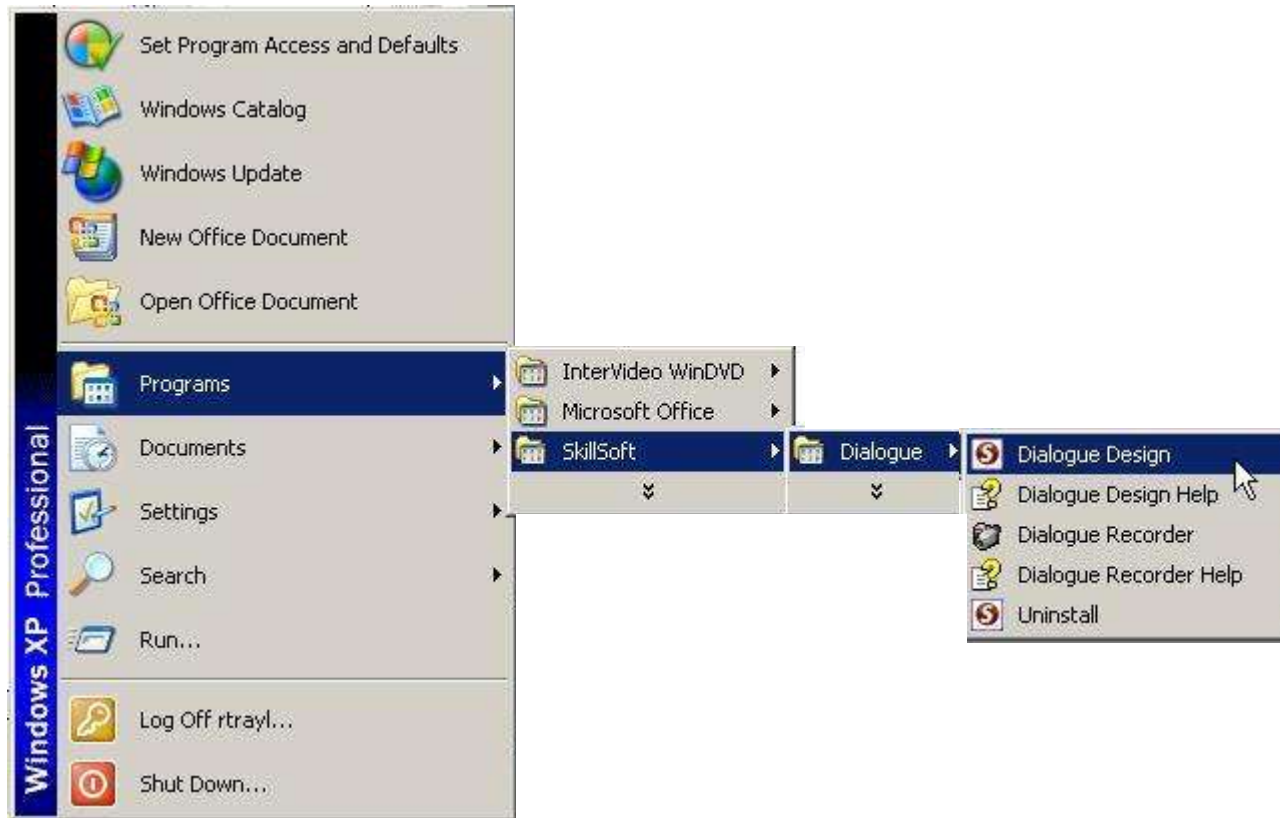 Set Program Access and Defaults
Windows Catalog
Windows Update
New Office Document
Open Office Document
Programs
Documents
Settings
Search
Run...
Log Off rtrayl...
Shut Down...
Windows XP Professional
InterVideo WinDVD
Microsoft Office
SkillSoft
Dialogue
Dialogue Design
Dialogue Design Help
Dialogue Recorder
Dialogue Recorder Help
Uninstall